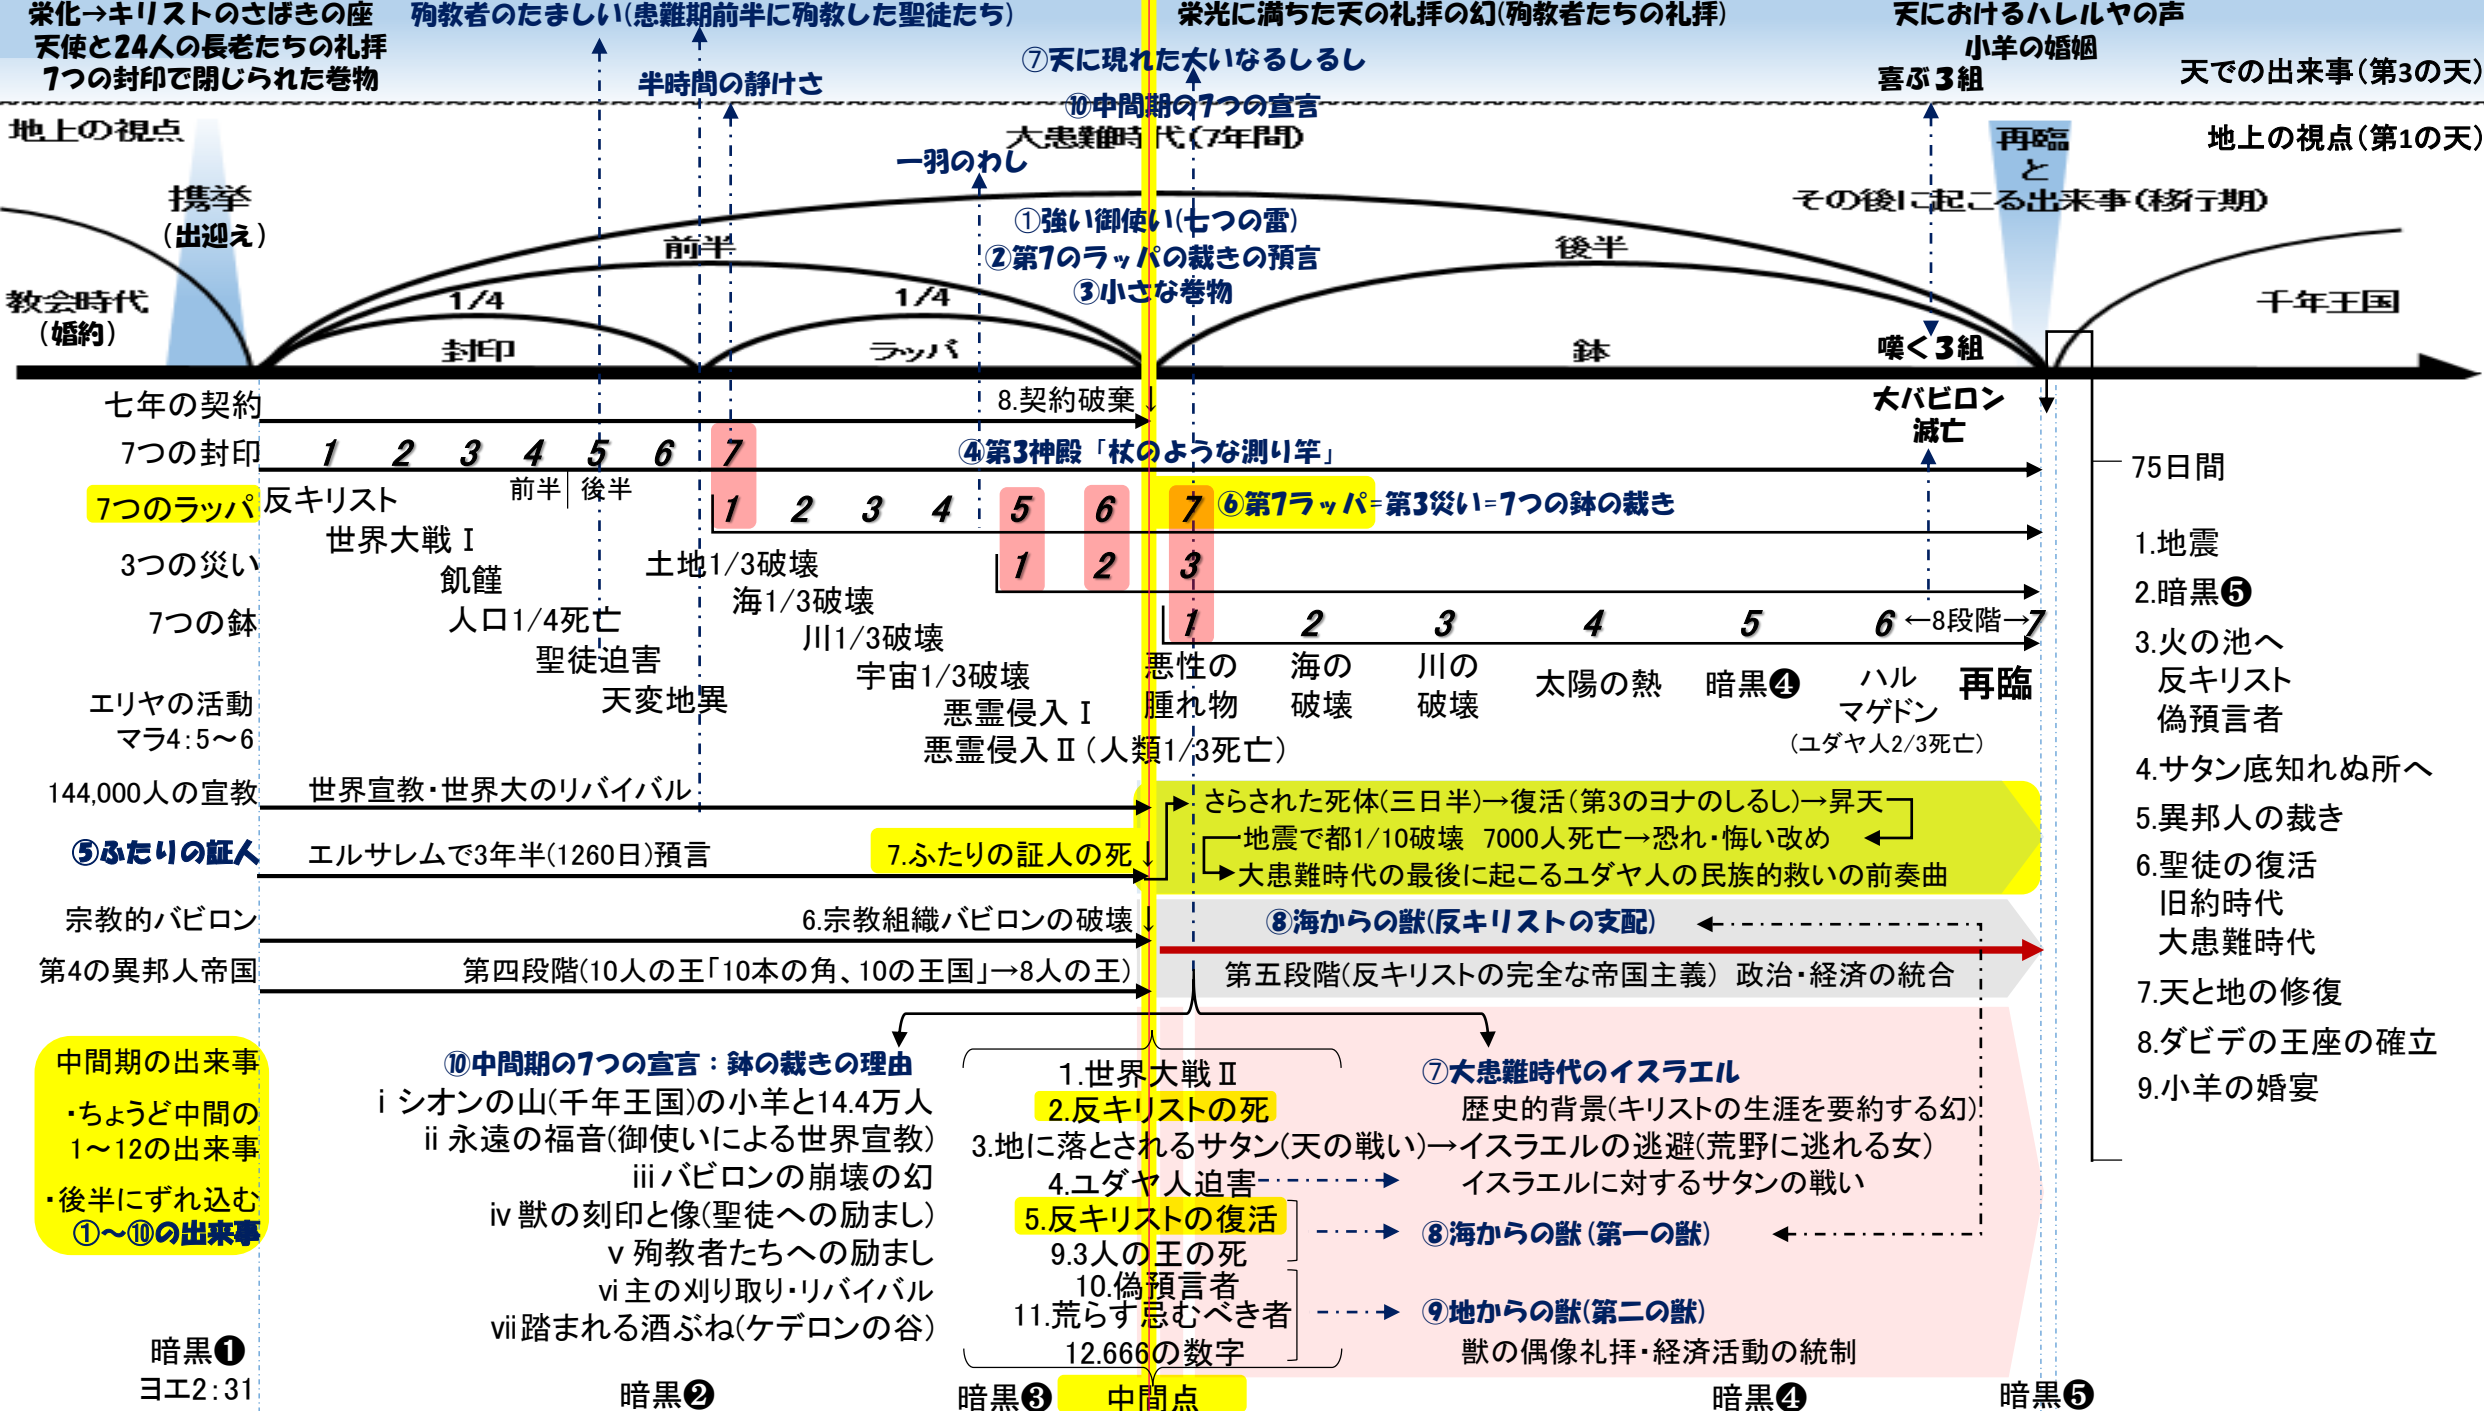 栄化→キリストのさばきの座
天使と24人の長老たちの礼拝
7つの封印で閉じられた巻物
殉教者のたましい(患難期前半に殉教した聖徒たち)
栄光に満ちた天の礼拝の幻(殉教者たちの礼拝)
天におけるハレルヤの声
小羊の婚姻
喜ぶ3組
天での出来事(第3の天)
⑦天に現れた大いなるしるし
半時間の静けさ
⑩中間期の7つの宣言
地上の視点
大患難時代(7年間)
再臨
と
その後に起こる出来事(移行期)
地上の視点(第1の天)
一羽のわし
携挙
(出迎え)
①強い御使い(七つの雷)
②第7のラッパの裁きの預言
③小さな巻物
前半
後半
教会時代
(婚約)
1/4
1/4
千年王国
封印
ラッパ
鉢
嘆く3組
七年の契約
8.契約破棄↓
大バビロン
滅亡
7つの封印
1 2 3 4 5 6 7
④第3神殿「杖のような測り竿」
前半 後半
7つのラッパ
1 2 3 4 5 6 7
⑥第7ラッパ=第3災い=7つの鉢の裁き
反キリスト
世界大戦Ⅰ
飢饉
人口1/4死亡
聖徒迫害
天変地異
3つの災い
1 2 3
土地1/3破壊
海1/3破壊
川1/3破壊
宇宙1/3破壊
悪霊侵入Ⅰ
悪霊侵入Ⅱ(人類1/3死亡)
7つの鉢
1 2 3 4 5 6 ←8段階→7
悪性の
腫れ物
海の
破壊
川の
破壊
太陽の熱
暗黒❹
ハル
マゲドン
(ユダヤ人2/3死亡)
再臨
エリヤの活動
マラ4:5～6
144,000人の宣教
世界宣教・世界大のリバイバル
さらされた死体(三日半)→復活(第3のヨナのしるし)→昇天
地震で都1/10破壊 7000人死亡→恐れ・悔い改め
大患難時代の最後に起こるユダヤ人の民族的救いの前奏曲
⑤ふたりの証人
エルサレムで3年半(1260日)預言
7.ふたりの証人の死↓
宗教的バビロン
6.宗教組織バビロンの破壊↓
⑧海からの獣(反キリストの支配)
第4の異邦人帝国
第四段階(10人の王「10本の角、10の王国」→8人の王)
第五段階(反キリストの完全な帝国主義) 政治・経済の統合
75日間
1.地震
2.暗黒❺
3.火の池へ
反キリスト
偽預言者
4.サタン底知れぬ所へ
5.異邦人の裁き
6.聖徒の復活
旧約時代
大患難時代
7.天と地の修復
8.ダビデの王座の確立
9.小羊の婚宴
中間期の出来事
・ちょうど中間の
1～12の出来事
・後半にずれ込む
①～⑩の出来事
⑩中間期の7つの宣言：鉢の裁きの理由
ⅰシオンの山(千年王国)の小羊と14.4万人
ⅱ永遠の福音(御使いによる世界宣教)
ⅲバビロンの崩壊の幻
ⅳ獣の刻印と像(聖徒への励まし)
ⅴ殉教者たちへの励まし
ⅵ主の刈り取り・リバイバル
ⅶ踏まれる酒ぶね(ケデロンの谷)
1.世界大戦Ⅱ
2.反キリストの死
3.地に落とされるサタン(天の戦い)→イスラエルの逃避(荒野に逃れる女)
4.ユダヤ人迫害
5.反キリストの復活
9.3人の王の死
10.偽預言者
11.荒らす忌むべき者
12.666の数字
⑦大患難時代のイスラエル
歴史的背景(キリストの生涯を要約する幻)
イスラエルに対するサタンの戦い
⑧海からの獣(第一の獣)
⑨地からの獣(第二の獣)
獣の偶像礼拝・経済活動の統制
暗黒❶
ヨエ2:31
暗黒❷
暗黒❸
中間点
暗黒❹
暗黒❺